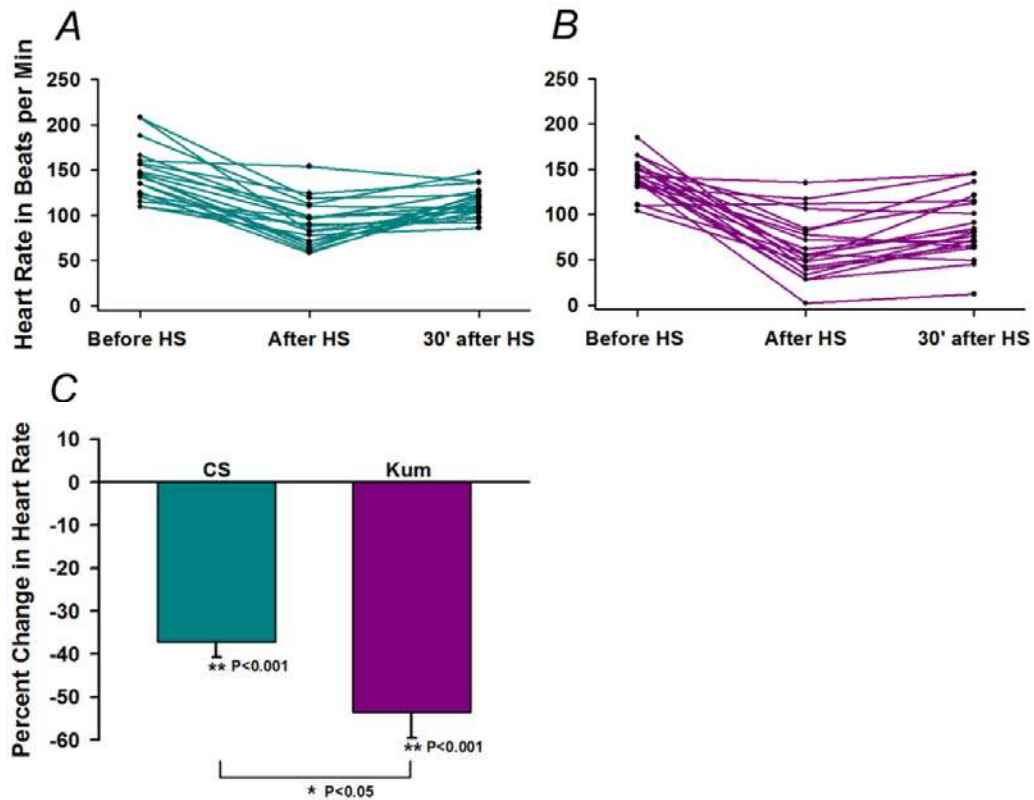 A
B
Heart Rate in Beats per Min
250
200
150
100
50
0
Before HS
After HS
30' after HS
250
200
150
100
50
0
Before HS
After HS
30' after HS
C
Percent Change in Heart Rate
10
0
-10
-20
-30
-40
-50
-60
CS
Kum
** P<0.001
** P<0.001
* P<0.05